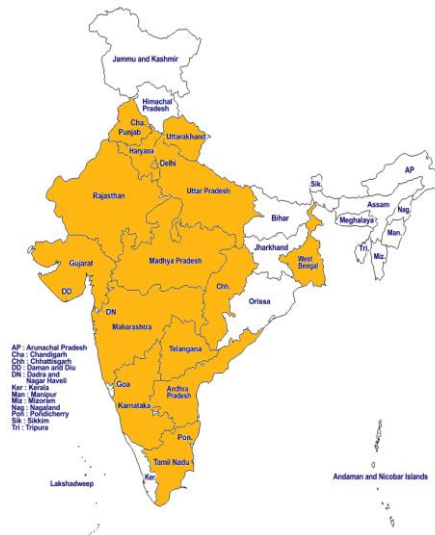 Jammu and Kashmir
Himachal
Pradesh
Cha.
Punjab
Uttarakhand
Haryana
Delhi
Rajasthan
Uttar Pradesh
Sik.
AP
Assam
Nag.
Meghalaya
Bihar
Man.
Jharkhand
Tri.
Miz.
West
Bengal
Gujarat
Madhya Pradesh
Chh.
DD
Orissa
DN
Maharashtra
Telangana
AP : Arunachal Pradesh
Cha : Chandigarh
Chh : Chhattisgarh
DD : Daman and Diu
DN : Dadra and
Nagar Haveli
Ker : Kerala
Man : Manipur
Miz : Mizoram
Nag : Nagaland
Pon : Pondicherry
Sik : Sikkim
Tri : Tripura
Goa
Andhra
Pradesh
Karnataka
Pon.
Tamil Nadu
Ker.
Lakshadweep
Andaman and Nicobar Islands